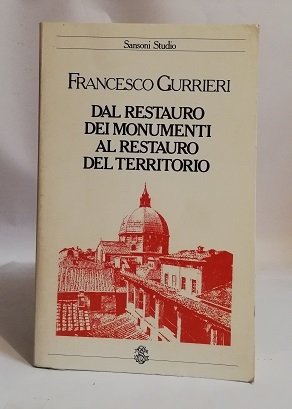 Sansoni Studio
FRANCESCO GURRIERI
DAL RESTAURO
DEI MONUMENTI
AL RESTAURO
DEL TERRITORIO